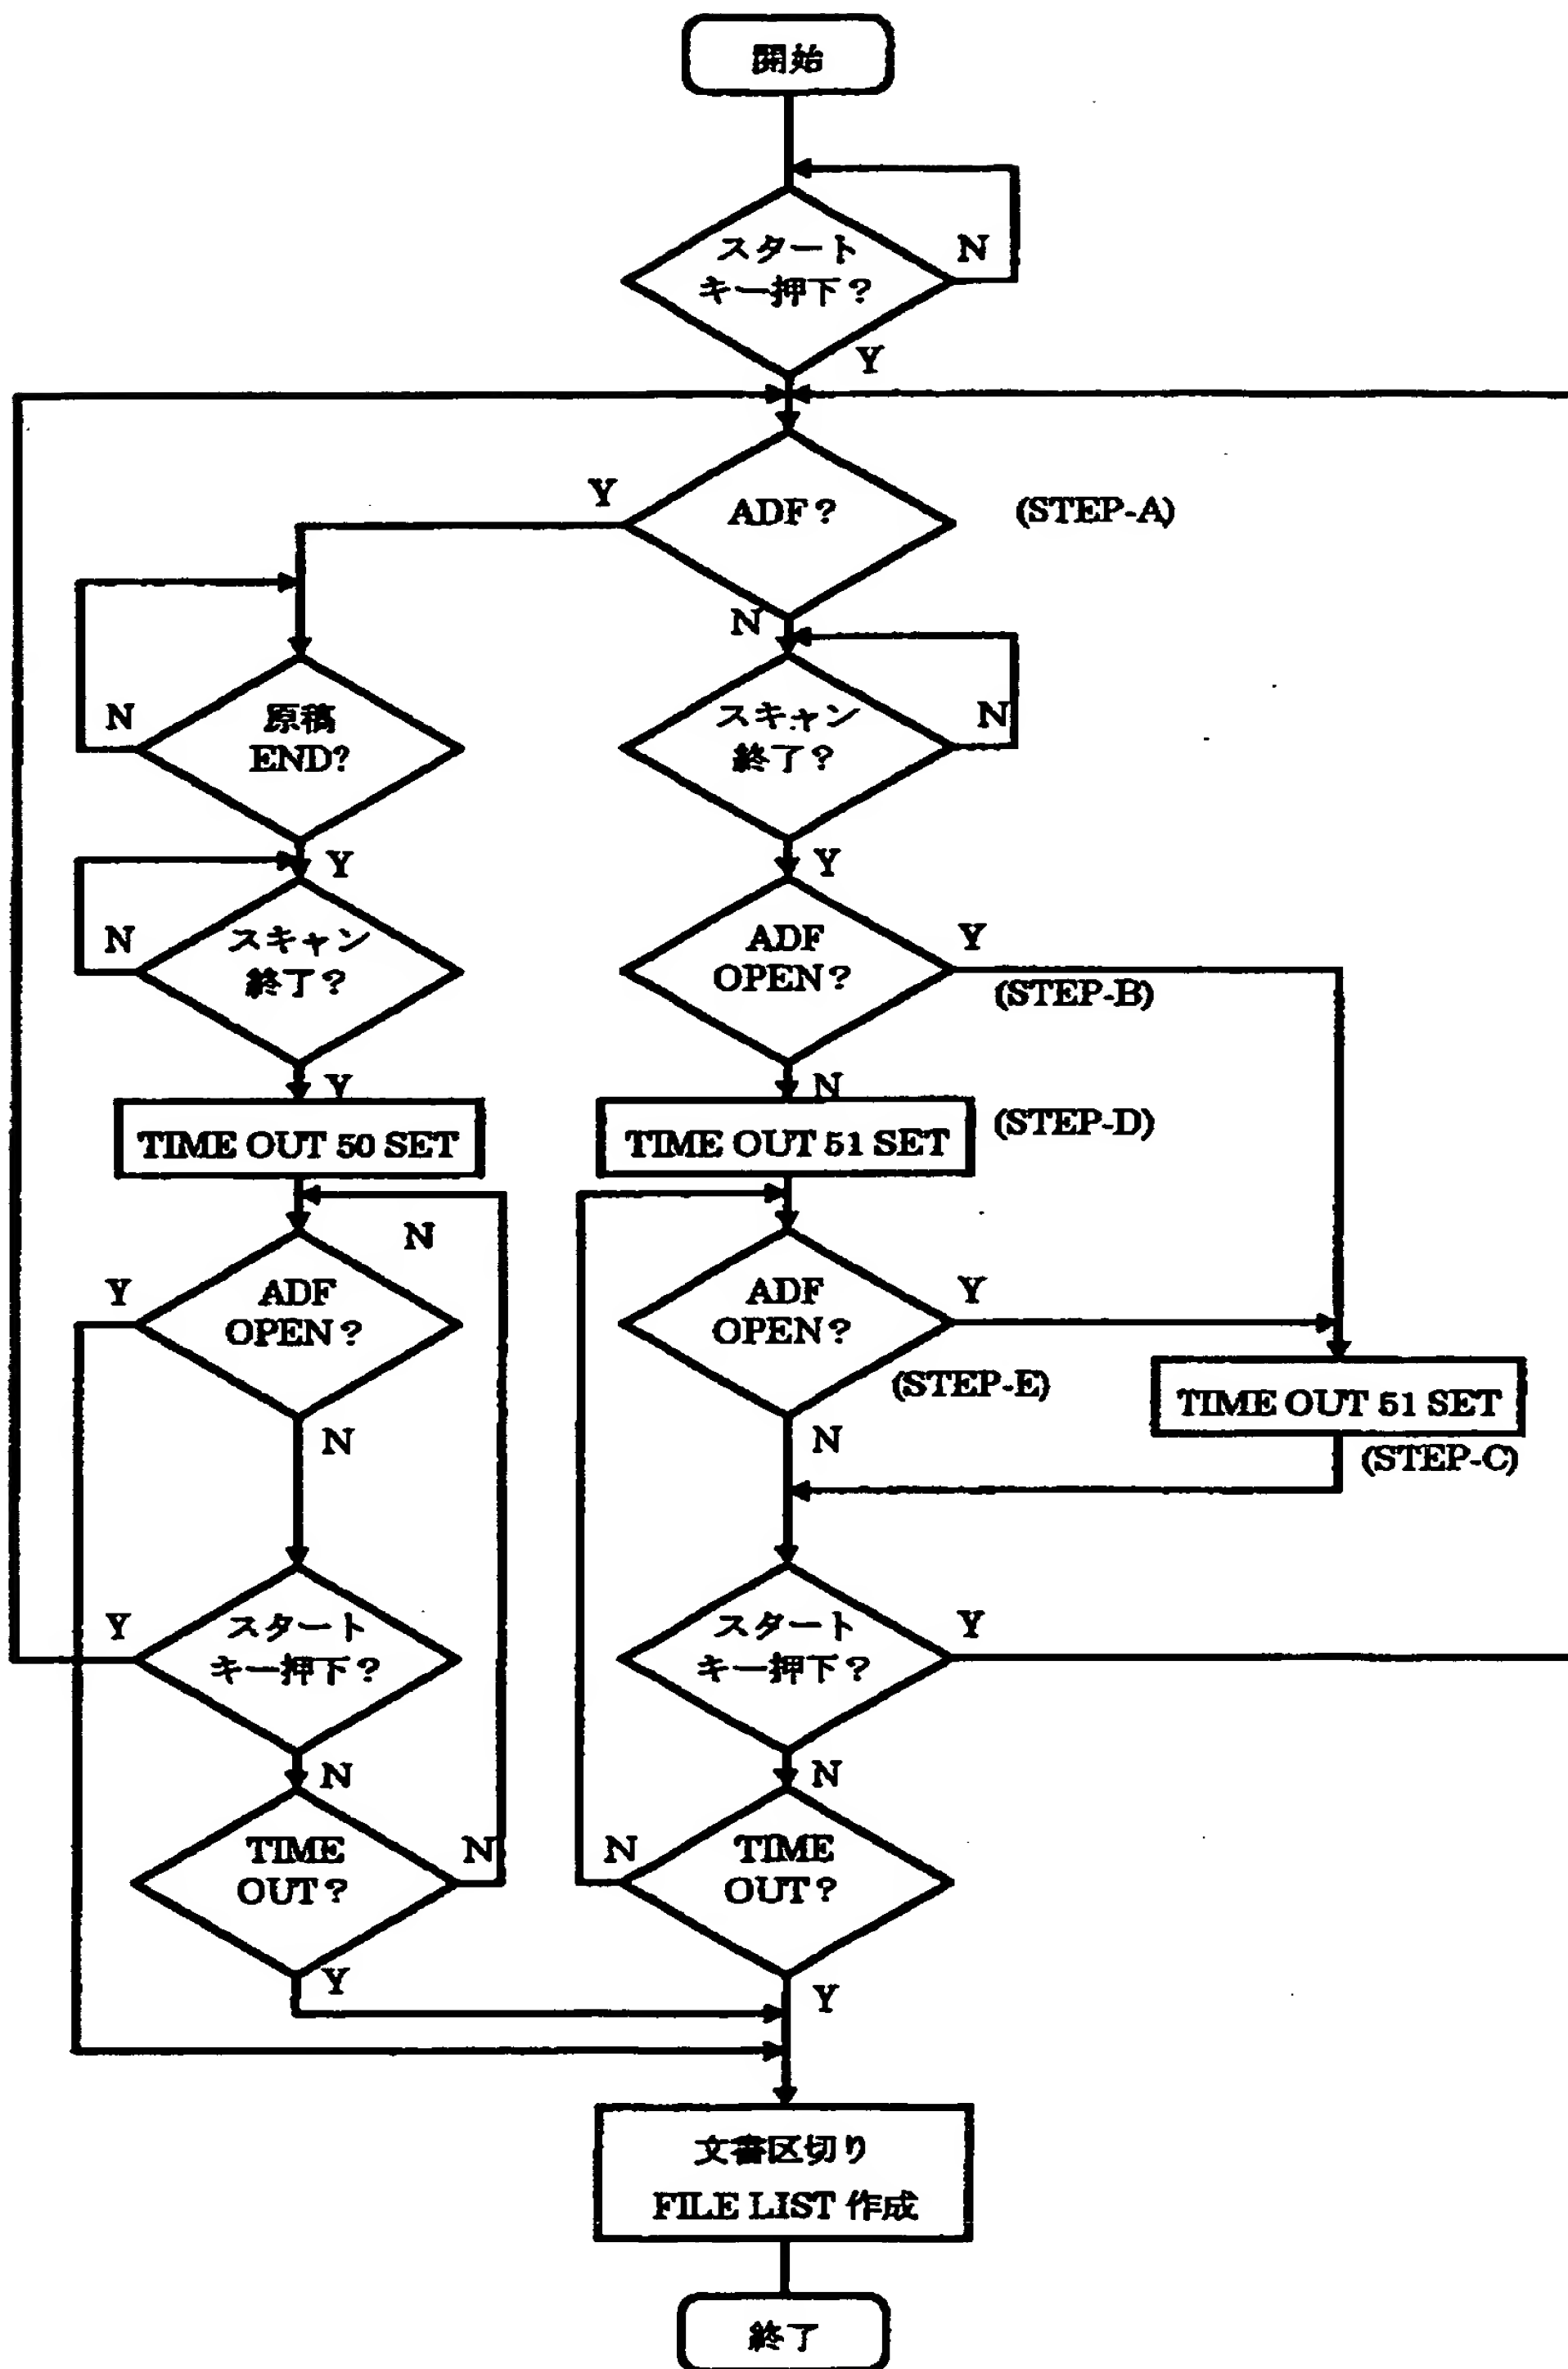 開始
スタート
キー押下？
N
Y
ADF？
(STEP-A)
Y
N
原稿
END?
N
Y
スキャン
終了？
N
Y
スキャン
終了？
N
Y
ADF
OPEN？
Y
(STEP-B)
N
TIME OUT 50 SET
TIME OUT 51 SET
(STEP-D)
N
ADF
OPEN？
Y
N
ADF
OPEN？
Y
(STEP-E)
N
TIME OUT 51 SET
(STEP-C)
スタート
キー押下？
Y
N
スタート
キー押下？
Y
N
TIME
OUT？
N
Y
TIME
OUT？
N
Y
文書区切り
FILE LIST 作成
終了